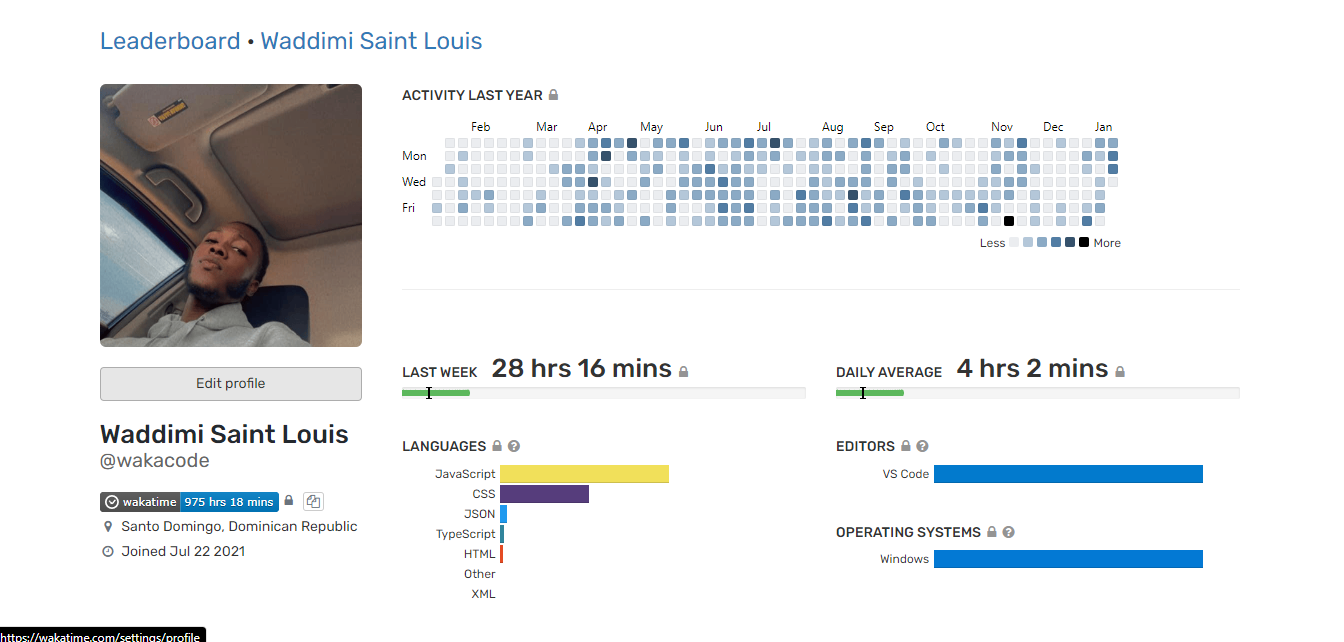 Leaderboard • Waddimi Saint Louis
ACTIVITY LAST YEAR
Feb Mar Apr May Jun Jul Aug Sep Oct Nov Dec Jan
Mon
Wed
Fri
Less More
LAST WEEK 28 hrs 16 mins
DAILY AVERAGE 4 hrs 2 mins
Edit profile
Waddimi Saint Louis
@wakacode
wakatime 975 hrs 18 mins
Santo Domingo, Dominican Republic
Joined Jul 22 2021
LANGUAGES
JavaScript
CSS
JSON
TypeScript
HTML
Other
XML
EDITORS
VS Code
OPERATING SYSTEMS
Windows
https://wakatime.com/settings/profile